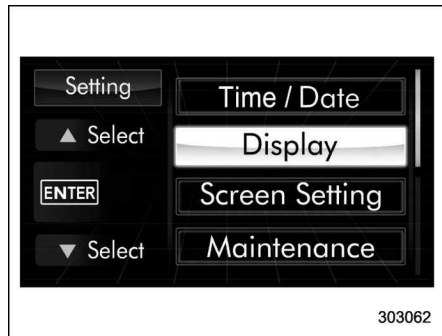 Setting
▲ Select
ENTER
▼ Select
Time / Date
Display
Screen Setting
Maintenance
303062